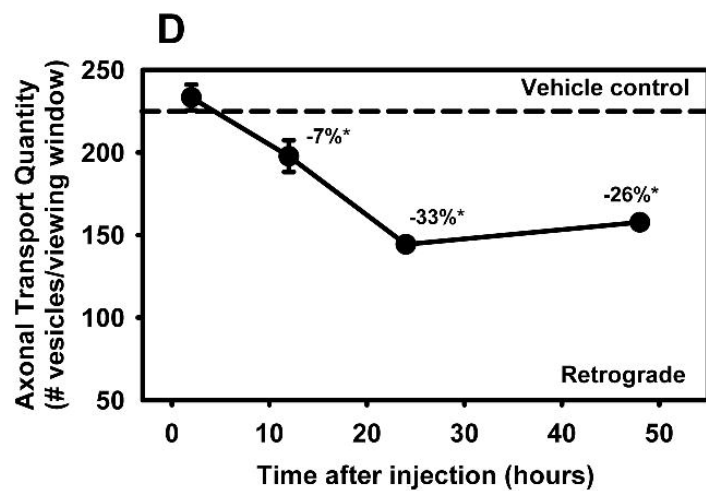 D
Axonal Transport Quantity
(# vesicles/viewing window)
250
200
150
100
50
Vehicle control
-7%*
-33%*
-26%*
Retrograde
0 10 20 30 40 50
Time after injection (hours)